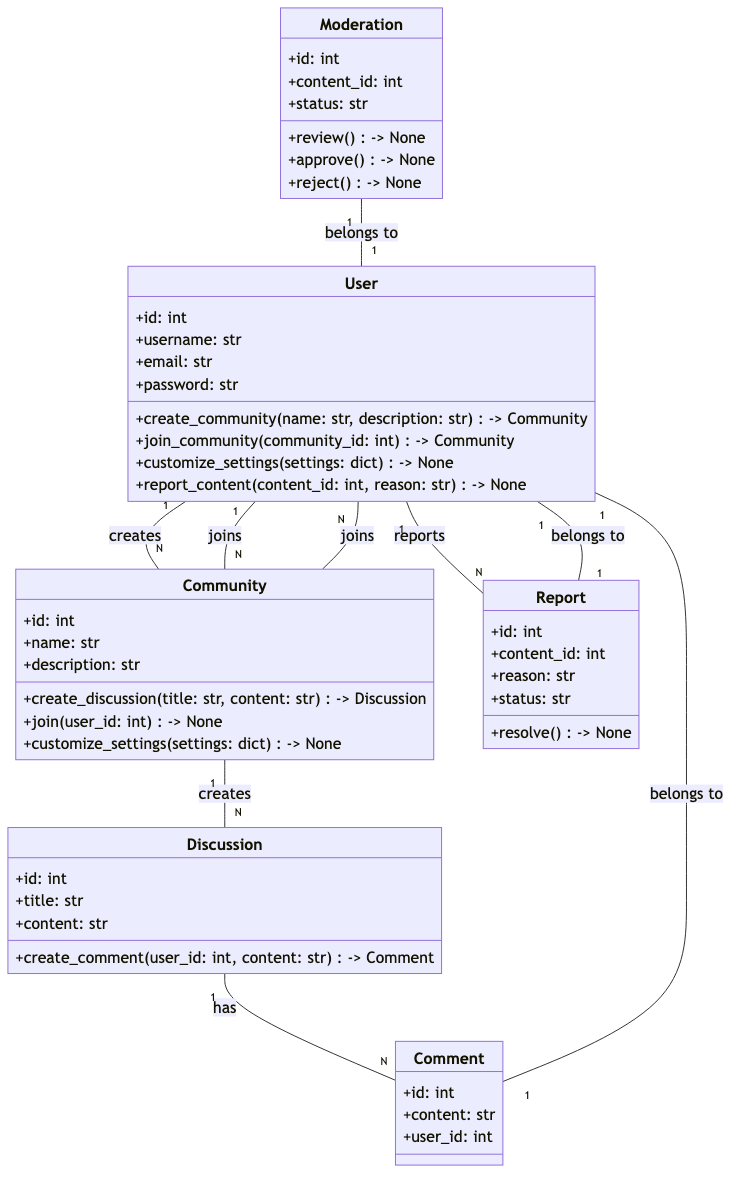 Moderation
+id: int
+content_id: int
+status: str
+review() : -> None
+approve() : -> None
+reject() : -> None
1
belongs to
1
User
+id: int
+username: str
+email: str
+password: str
+create_community(name: str, description: str) : -> Community
+join_community(community_id: int) : -> Community
+customize_settings(settings: dict) : -> None
+report_content(content_id: int, reason: str) : -> None
1
creates
N
1
joins
N
N
joins
1
reports
N
1
belongs to
1
1
belongs to
1
Community
+id: int
+name: str
+description: str
+create_discussion(title: str, content: str) : -> Discussion
+join(user_id: int) : -> None
+customize_settings(settings: dict) : -> None
Report
+id: int
+content_id: int
+reason: str
+status: str
+resolve() : -> None
1
creates
N
Discussion
+id: int
+title: str
+content: str
+create_comment(user_id: int, content: str) : -> Comment
1
has
N
Comment
+id: int
+content: str
+user_id: int